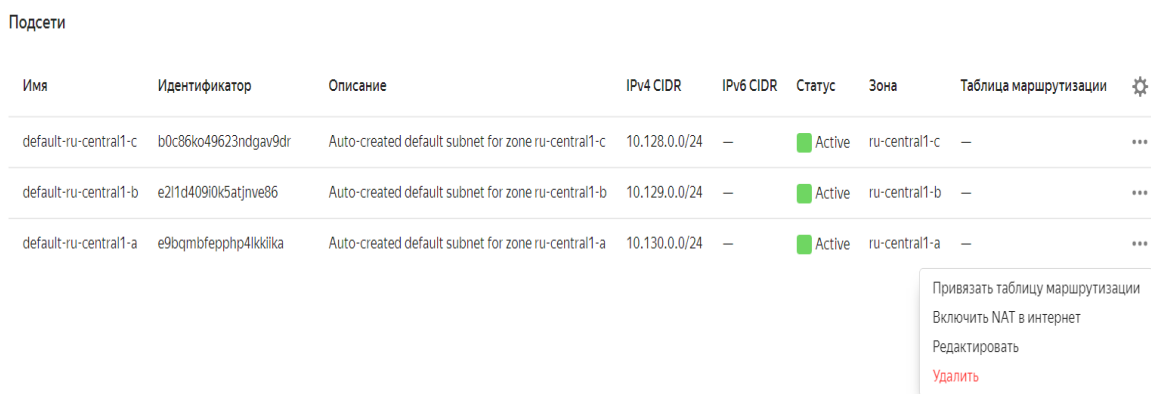 Подсети
Имя Идентификатор Описание IPv4 CIDR IPv6 CIDR Статус Зона Таблица маршрутизации
default-ru-central1-c b0c86ko49623ndgav9dr Auto-created default subnet for zone ru-central1-c 10.128.0.0/24 — Active ru-central1-c — •••
default-ru-central1-b e2l1d409i0k5atjnve86 Auto-created default subnet for zone ru-central1-b 10.129.0.0/24 — Active ru-central1-b — •••
default-ru-central1-a e9bqmbfepphp4lkkiika Auto-created default subnet for zone ru-central1-a 10.130.0.0/24 — Active ru-central1-a — •••
Привязать таблицу маршрутизации
Включить NAT в интернет
Редактировать
Удалить